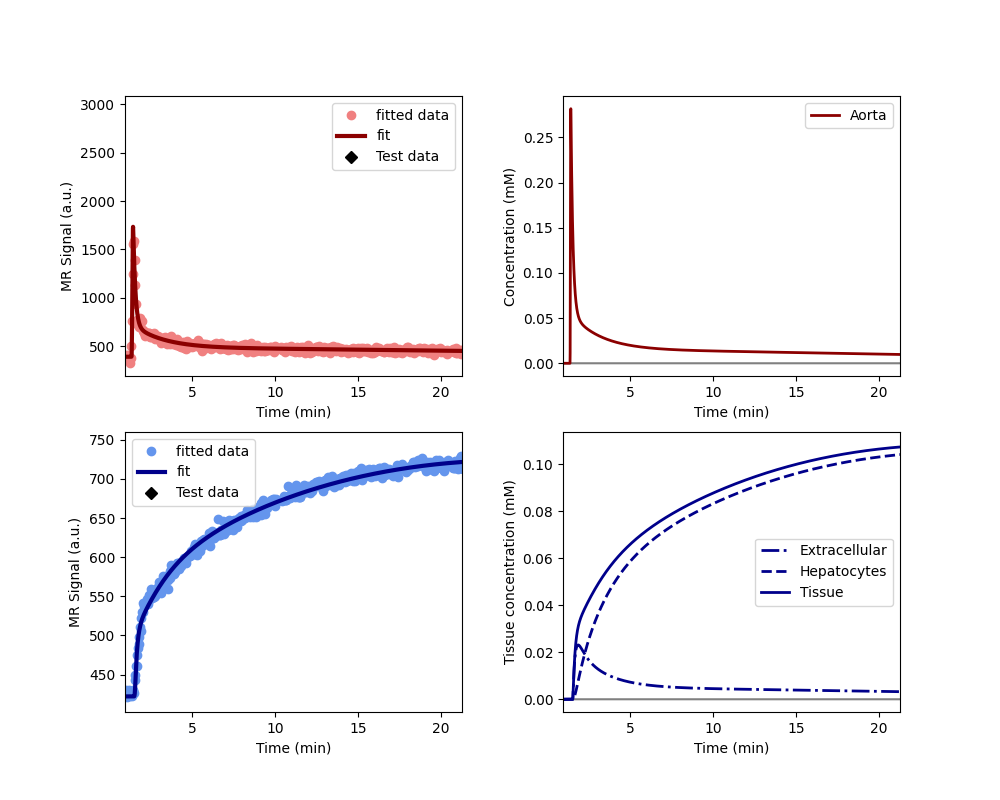 MR Signal (a.u.)
3000
2500
2000
1500
1000
500
fitted data
fit
Test data
5 10 15 20
Time (min)
Concentration (mM)
0.25
0.20
0.15
0.10
0.05
0.00
Aorta
5 10 15 20
Time (min)
MR Signal (a.u.)
750
700
650
600
550
500
450
fitted data
fit
Test data
5 10 15 20
Time (min)
Tissue concentration (mM)
0.10
0.08
0.06
0.04
0.02
0.00
Extracellular
Hepatocytes
Tissue
5 10 15 20
Time (min)